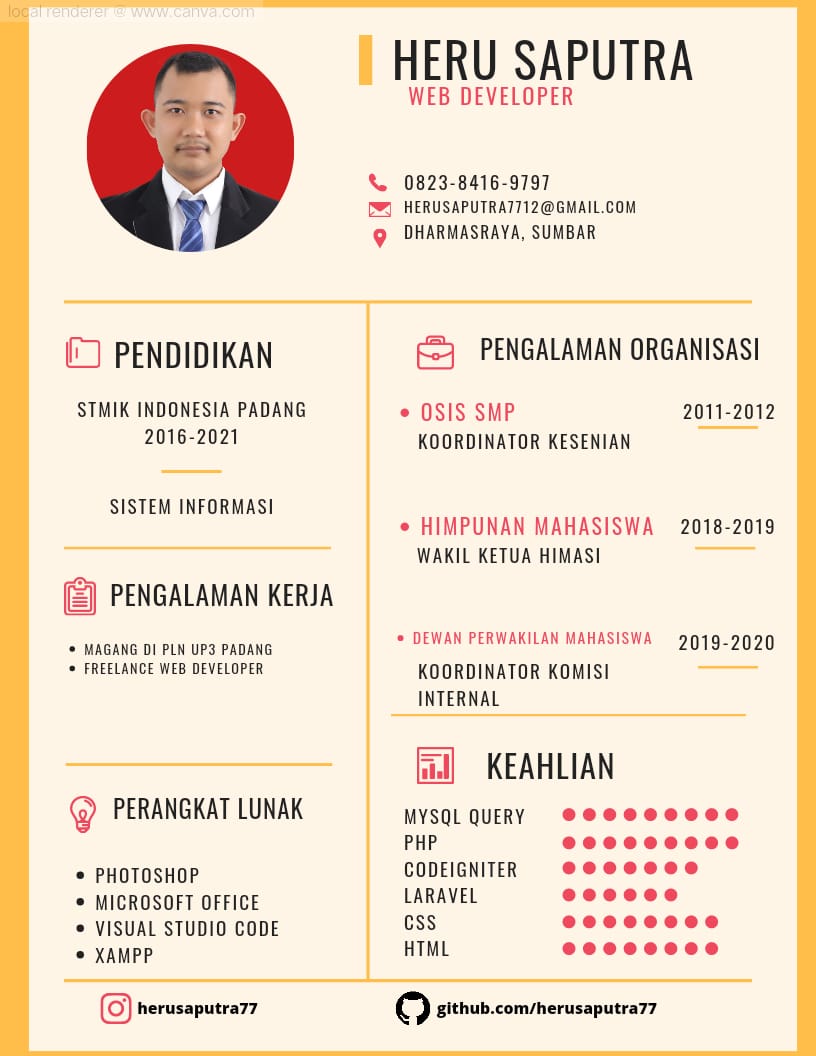 local renderer @ www.canva.com
HERU SAPUTRA
WEB DEVELOPER
0823-8416-9797
HERUSAPUTRA7712@GMAIL.COM
DHARMASRAYA, SUMBAR
PENDIDIKAN
STMIK INDONESIA PADANG
2016-2021
SISTEM INFORMASI
PENGALAMAN KERJA
• MAGANG DI PLN UP3 PADANG
• FREELANCE WEB DEVELOPER
PERANGKAT LUNAK
• PHOTOSHOP
• MICROSOFT OFFICE
• VISUAL STUDIO CODE
• XAMPP
PENGALAMAN ORGANISASI
• OSIS SMP 2011-2012
KOORDINATOR KESENIAN
• HIMPUNAN MAHASISWA 2018-2019
WAKIL KETUA HIMASI
• DEWAN PERWAKILAN MAHASISWA 2019-2020
KOORDINATOR KOMISI
INTERNAL
KEAHLIAN
MYSQL QUERY
PHP
CODEIGNITER
LARAVEL
CSS
HTML
herusaputra77
github.com/herusaputra77